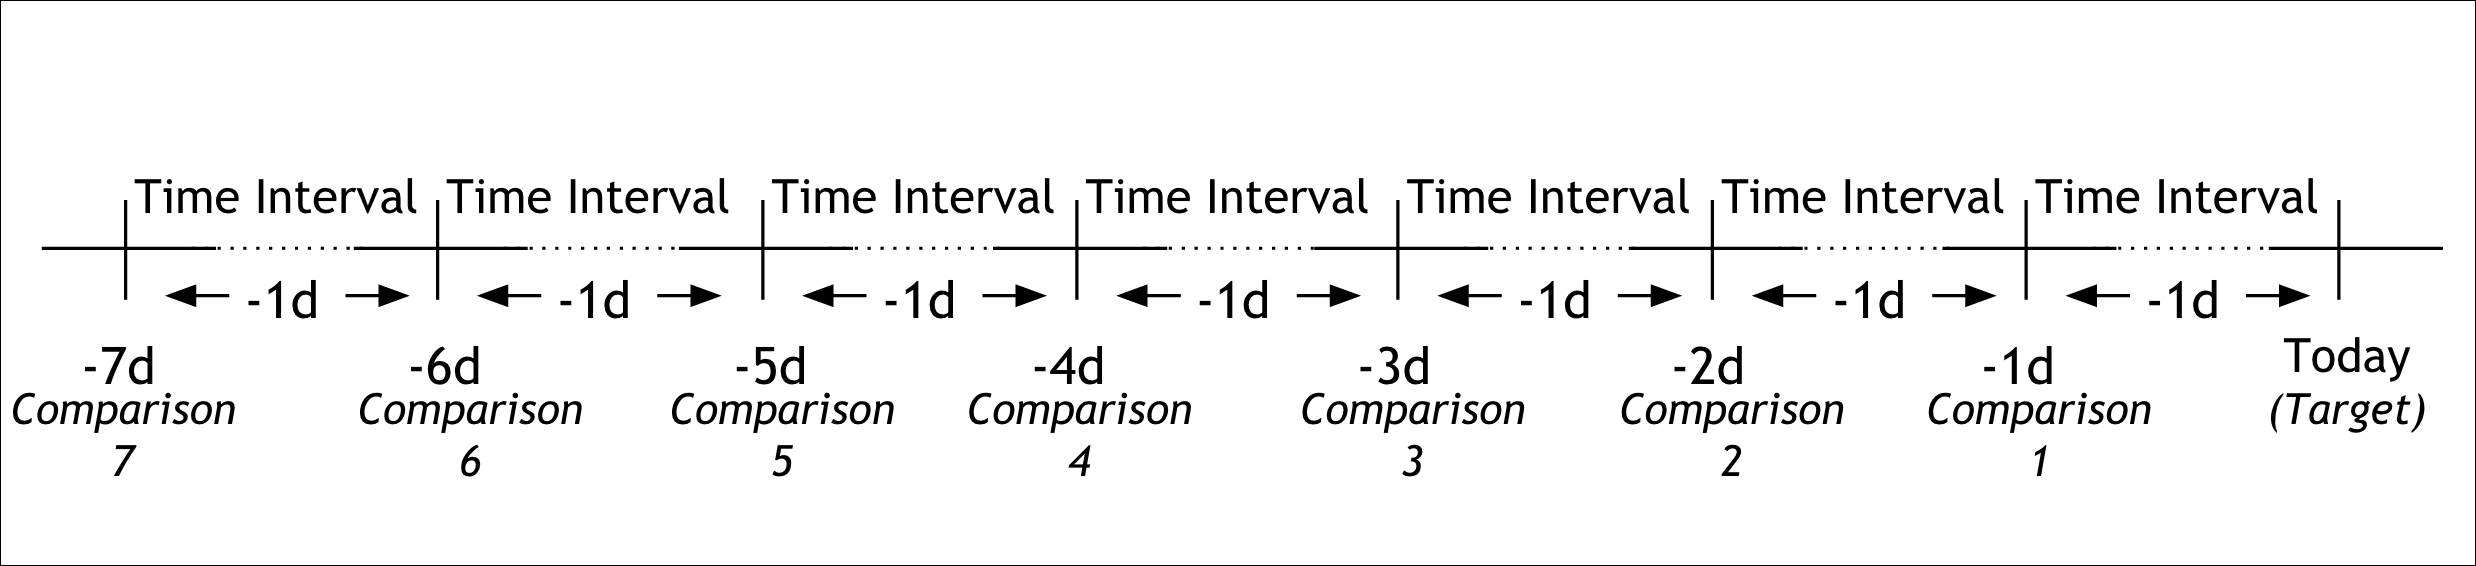 Time Interval Time Interval Time Interval Time Interval Time Interval Time Interval Time Interval
-1d -1d -1d -1d -1d -1d -1d
-7d -6d -5d -4d -3d -2d -1d Today
Comparison Comparison Comparison Comparison Comparison Comparison Comparison (Target)
7 6 5 4 3 2 1